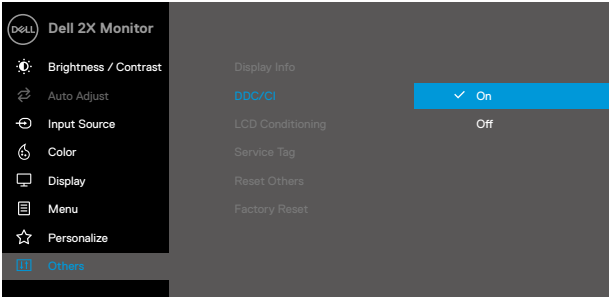 DELL
Dell 2X Monitor
Brightness / Contrast
Auto Adjust
Input Source
Color
Display
Menu
Personalize
Others
Display Info
DDC/CI
LCD Conditioning
Service Tag
Reset Others
Factory Reset
On
Off